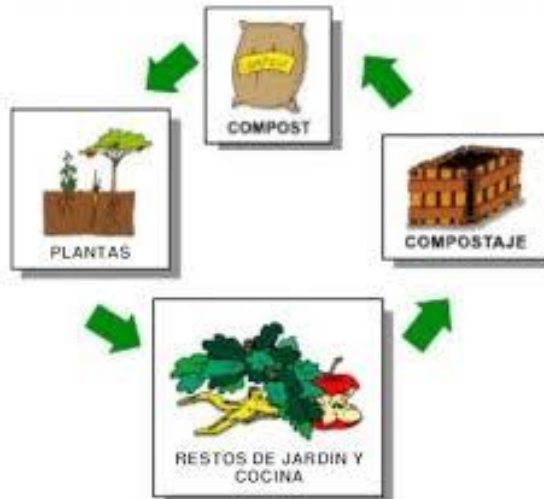 COMPOST
PLANTAS
COMPOSTAJE
RESTOS DE JARDIN Y
COCINA